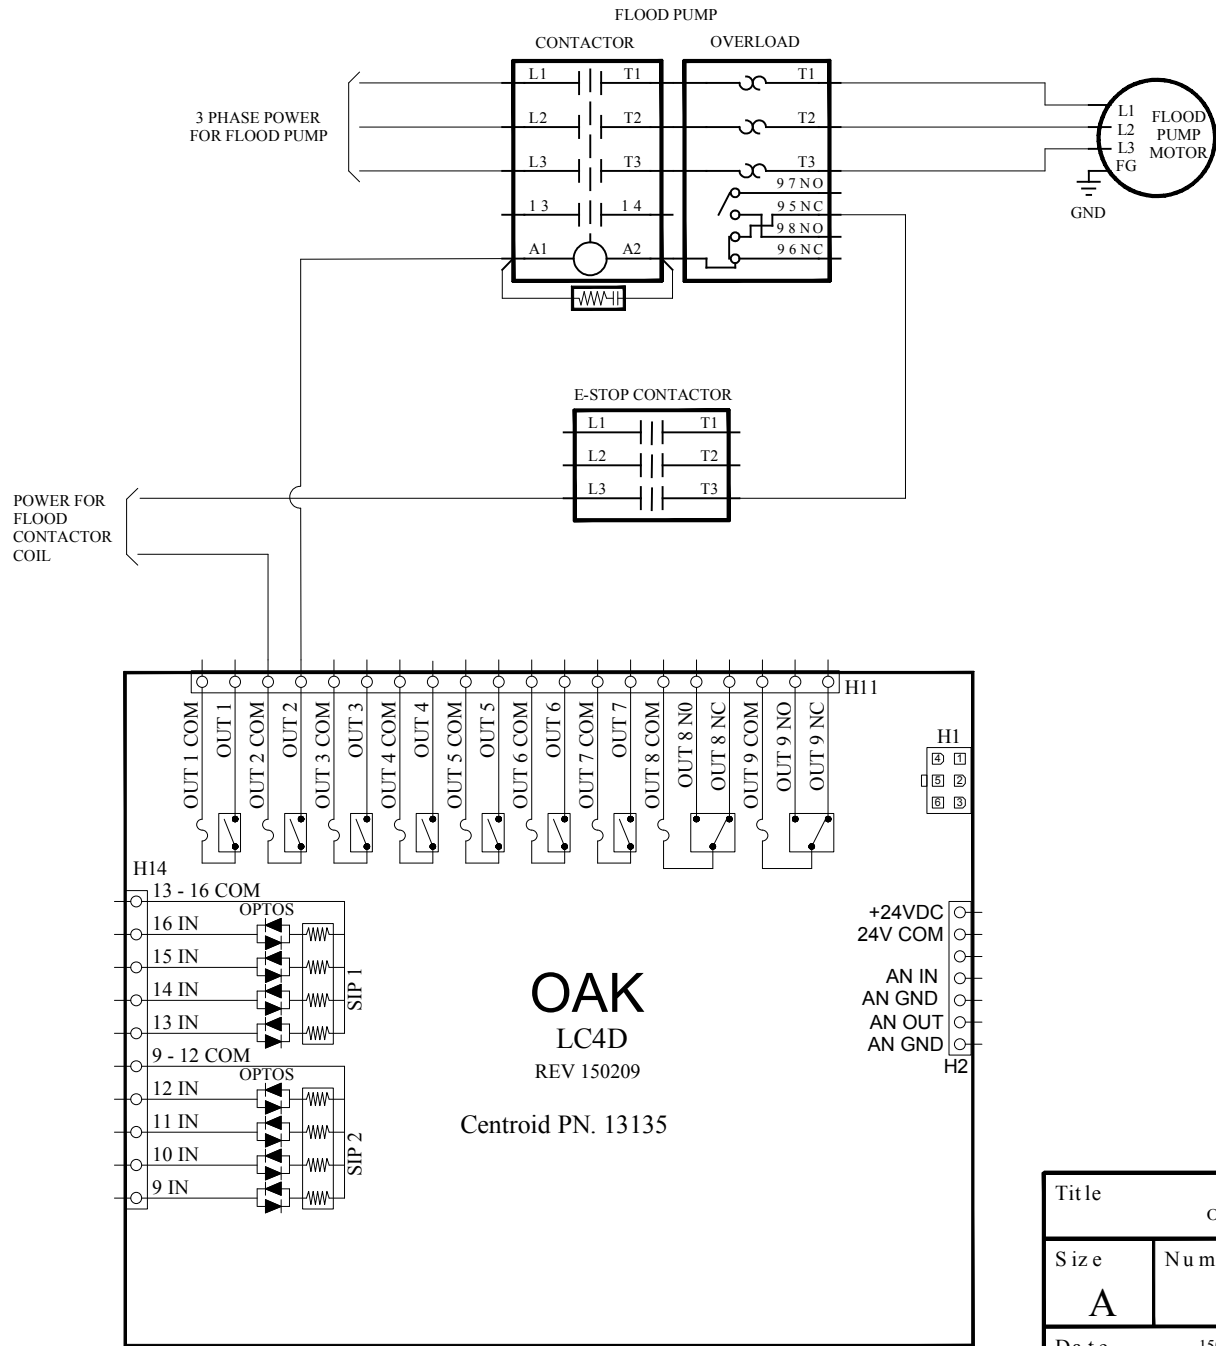 FLOOD PUMP
CONTACTOR
OVERLOAD
L1
T1
T1
L2
T2
T2
L3
T3
T3
13
14
97NO
95NC
98NO
96NC
A1
A2
3 PHASE POWER
FOR FLOOD PUMP
L1
L2
L3
FG
FLOOD
PUMP
MOTOR
GND
E-STOP CONTACTOR
L1
T1
L2
T2
L3
T3
POWER FOR
FLOOD
CONTACTOR
COIL
H11
OUT 1 COM
OUT 1
OUT 2 COM
OUT 2
OUT 3 COM
OUT 3
OUT 4 COM
OUT 4
OUT 5 COM
OUT 5
OUT 6 COM
OUT 6
OUT 7 COM
OUT 7
OUT 8 COM
OUT 8 N0
OUT 8 NC
OUT 9 COM
OUT 9 NO
OUT 9 NC
H1
4 1
5 2
6 3
H14
13 - 16 COM
OPTOS
16 IN
15 IN
14 IN
13 IN
SIP 1
9 - 12 COM
OPTOS
12 IN
11 IN
10 IN
9 IN
SIP 2
OAK
LC4D
REV 150209
Centroid PN. 13135
+24VDC
24V COM
AN IN
AN GND
AN OUT
AN GND
H2
Title
O
Size
Num
A
Date
15